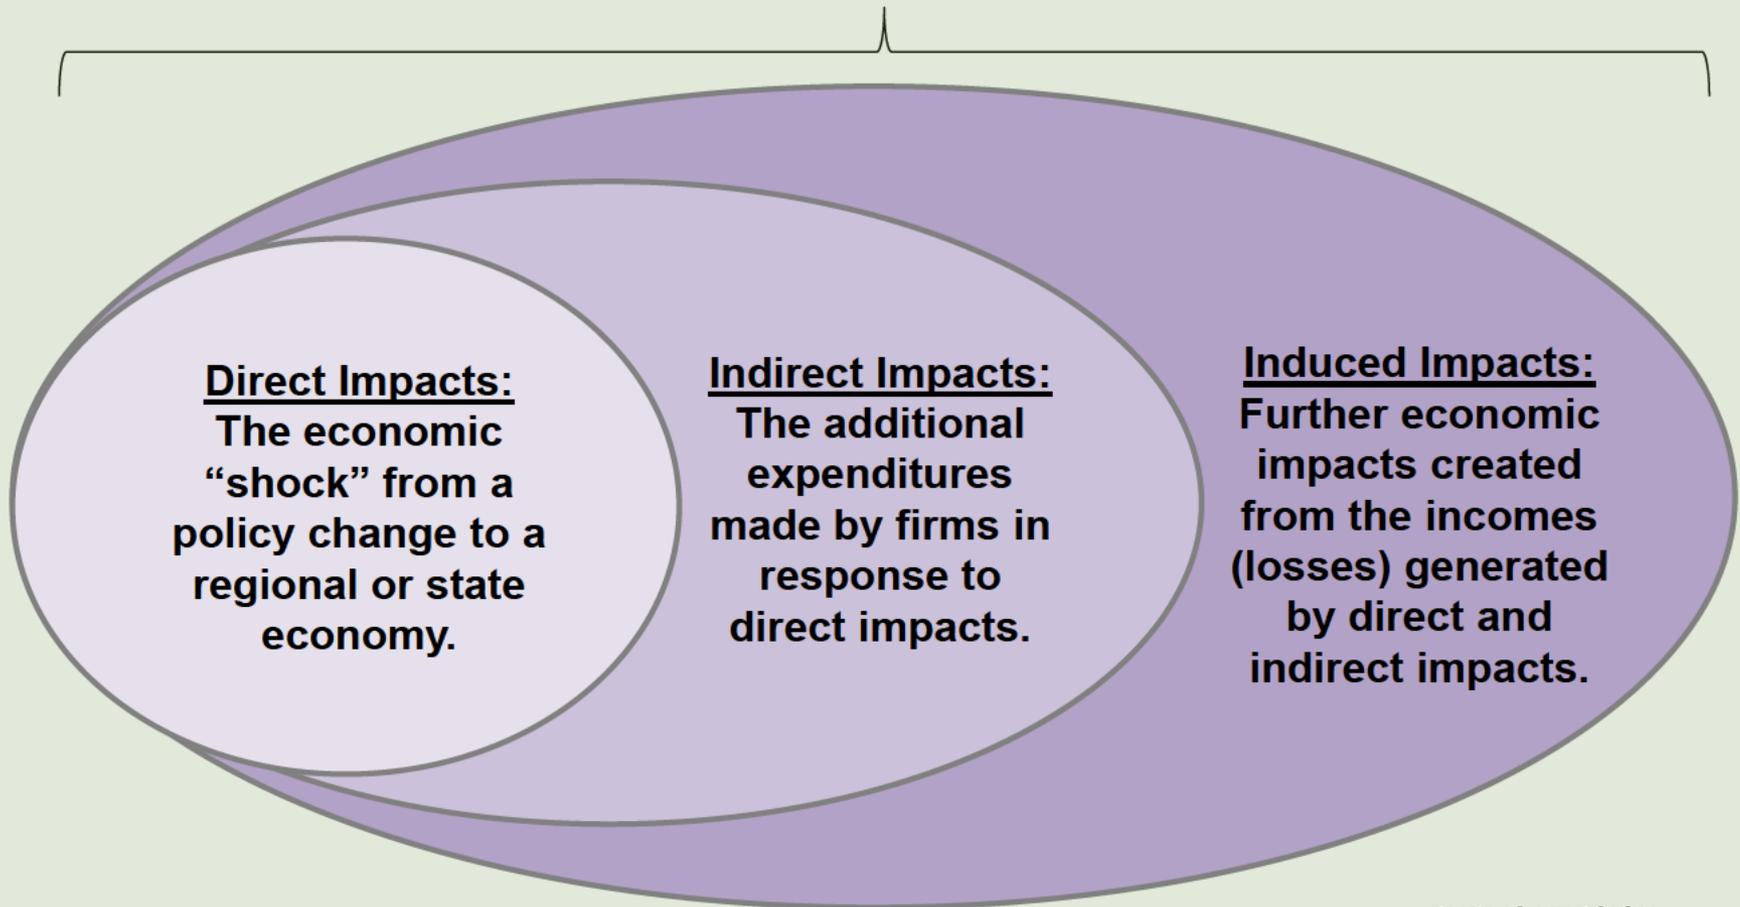 Direct Impacts:
The economic
“shock” from a
policy change to a
regional or state
economy.
Indirect Impacts:
The additional
expenditures
made by firms in
response to
direct impacts.
Induced Impacts:
Further economic
impacts created
from the incomes
(losses) generated
by direct and
indirect impacts.